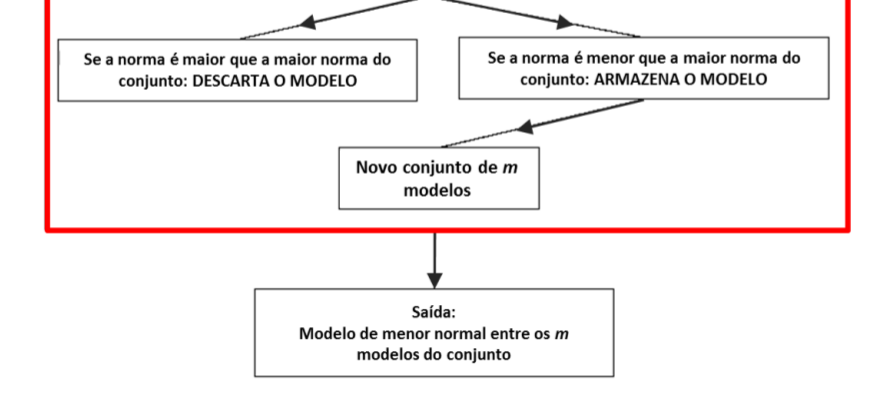 Se a norma é maior que a maior norma do
conjunto: DESCARTA O MODELO
Se a norma é menor que a maior norma do
conjunto: ARMAZENA O MODELO
Novo conjunto de m
modelos
Saída:
Modelo de menor normal entre os m
modelos do conjunto